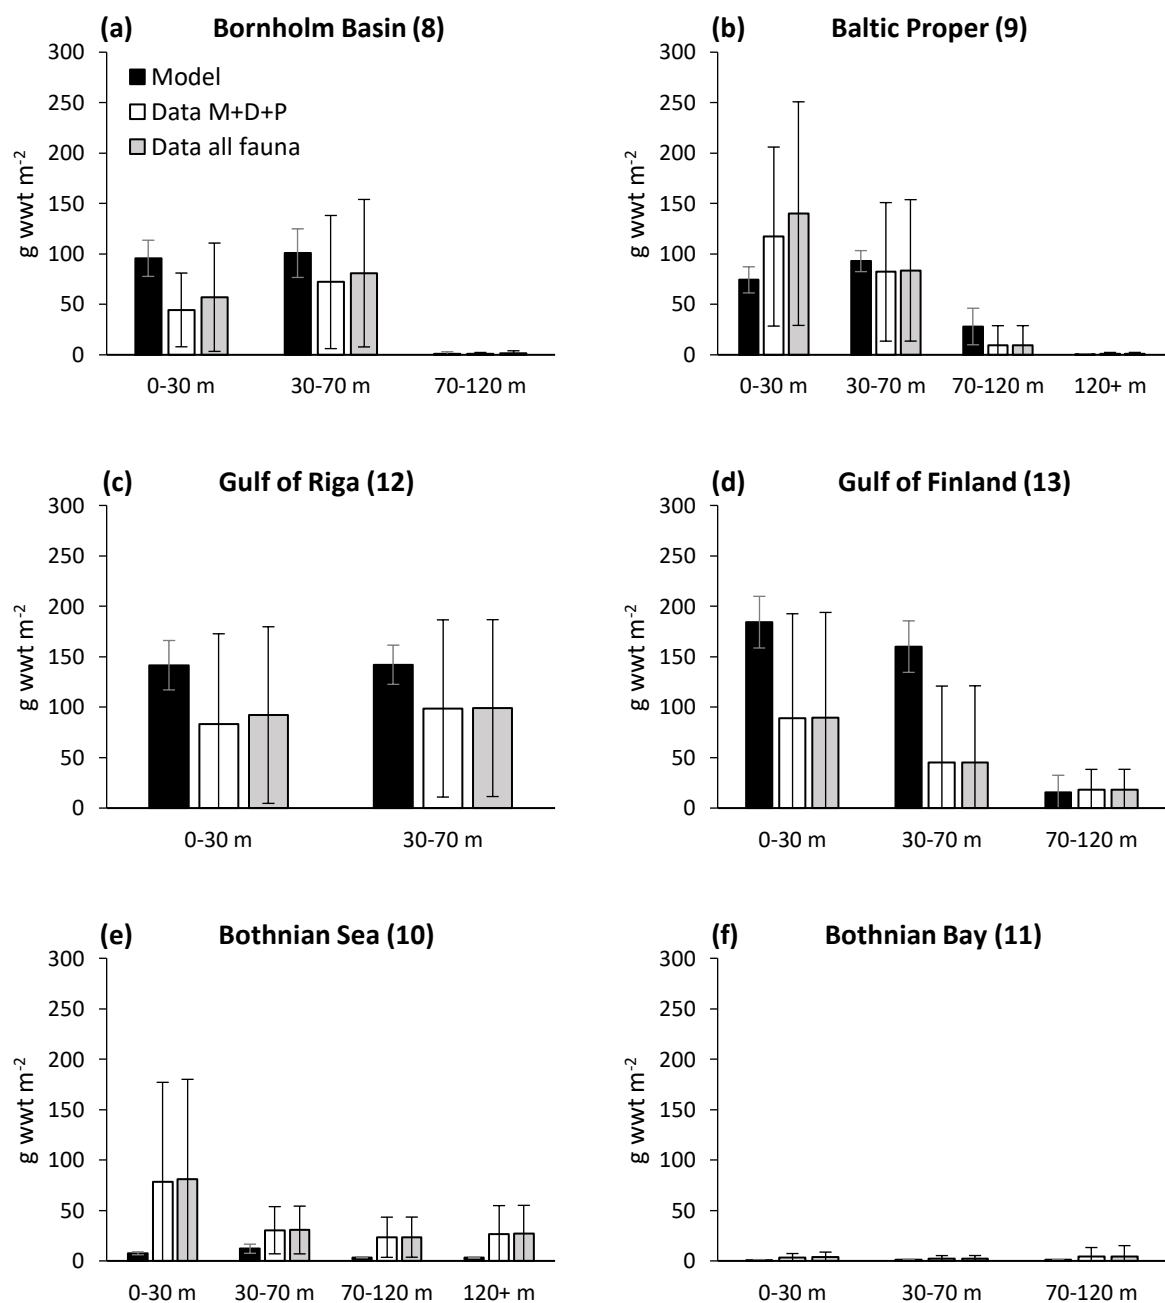 (a) Bornholm Basin (8)
300
250
200
150
100
50
0
g wwt m-2
Model
Data M+D+P
Data all fauna
0-30 m 30-70 m 70-120 m
(b) Baltic Proper (9)
300
250
200
150
100
50
0
g wwt m-2
0-30 m 30-70 m 70-120 m 120+ m
(c) Gulf of Riga (12)
300
250
200
150
100
50
0
g wwt m-2
0-30 m 30-70 m
(d) Gulf of Finland (13)
300
250
200
150
100
50
0
g wwt m-2
0-30 m 30-70 m 70-120 m
(e) Bothnian Sea (10)
300
250
200
150
100
50
0
g wwt m-2
0-30 m 30-70 m 70-120 m 120+ m
(f) Bothnian Bay (11)
300
250
200
150
100
50
0
g wwt m-2
0-30 m 30-70 m 70-120 m